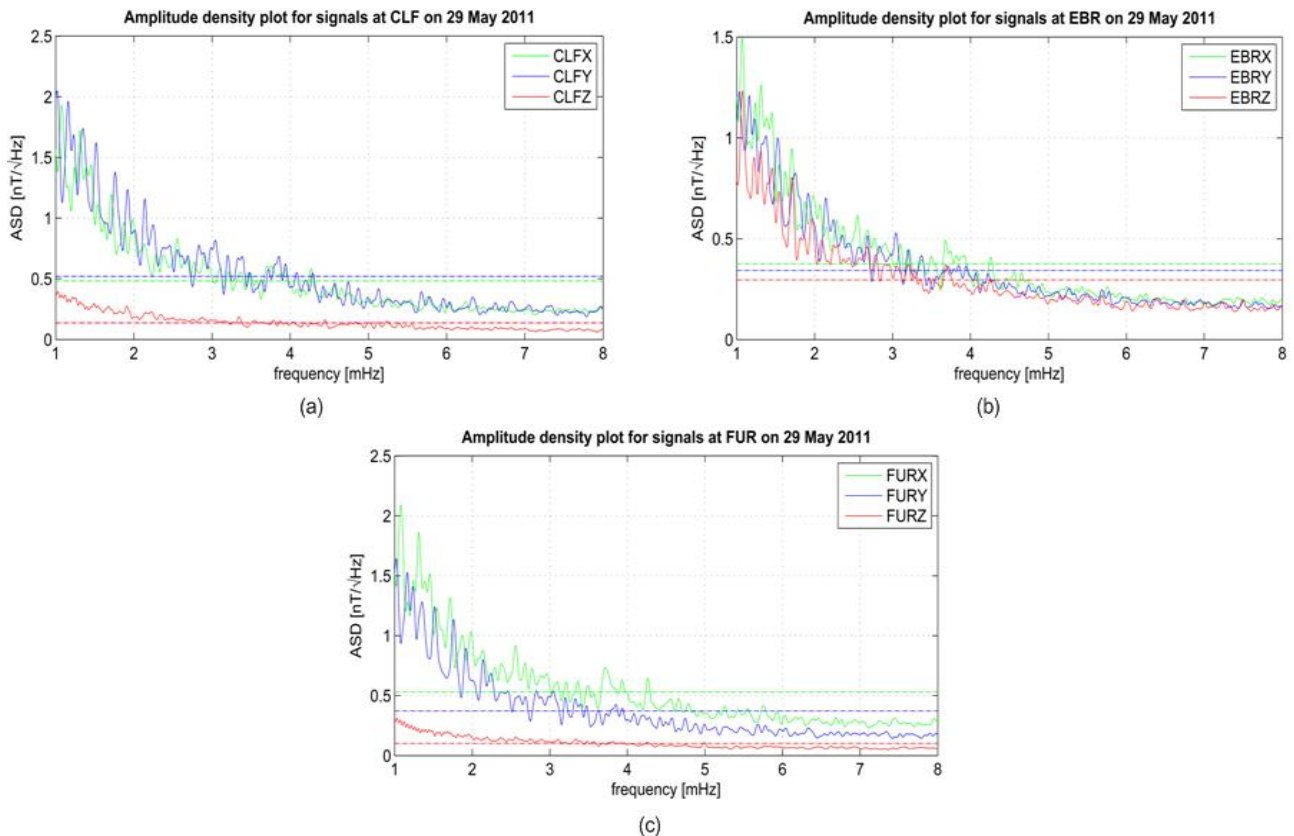 Amplitude density plot for signals at CLF on 29 May 2011
2.5
2
1.5
1
0.5
0
ASD [nT/√Hz]
CLFX
CLFY
CLFZ
1 2 3 4 5 6 7 8
frequency [mHz]
(a)
Amplitude density plot for signals at EBR on 29 May 2011
1.5
1
0.5
0
ASD [nT/√Hz]
EBRX
EBRY
EBRZ
1 2 3 4 5 6 7 8
frequency [mHz]
(b)
Amplitude density plot for signals at FUR on 29 May 2011
2.5
2
1.5
1
0.5
0
ASD [nT/√Hz]
FURX
FURY
FURZ
1 2 3 4 5 6 7 8
frequency [mHz]
(c)